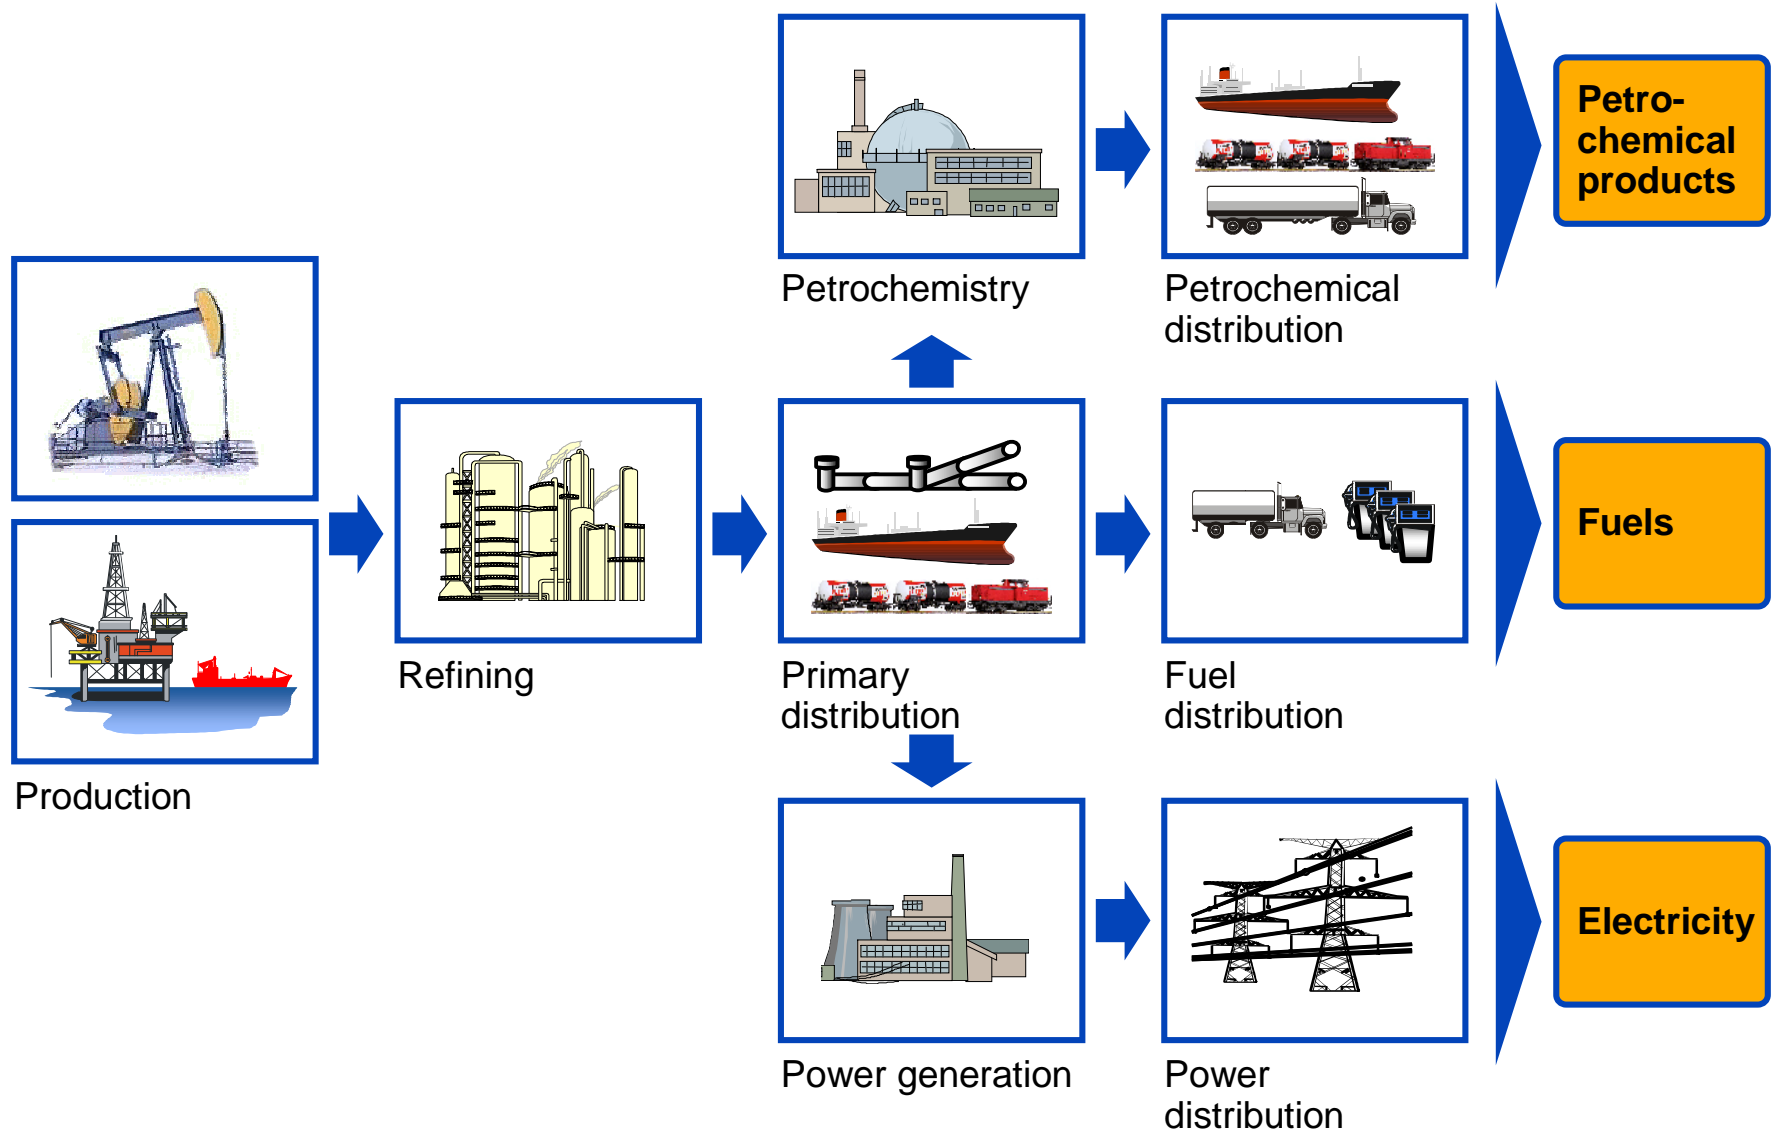 Petrochemistry
Petrochemical
distribution
Petro-
chemical
products
Production
Refining
Primary
distribution
Fuel
distribution
Fuels
Power generation
Power
distribution
Electricity